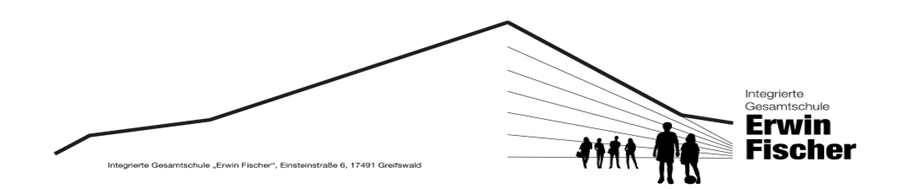 Integrierte
Gesamtschule
Erwin
Fischer
Integrierte Gesamtschule „Erwin Fischer“, Einsteinstraße 6, 17491 Greifswald